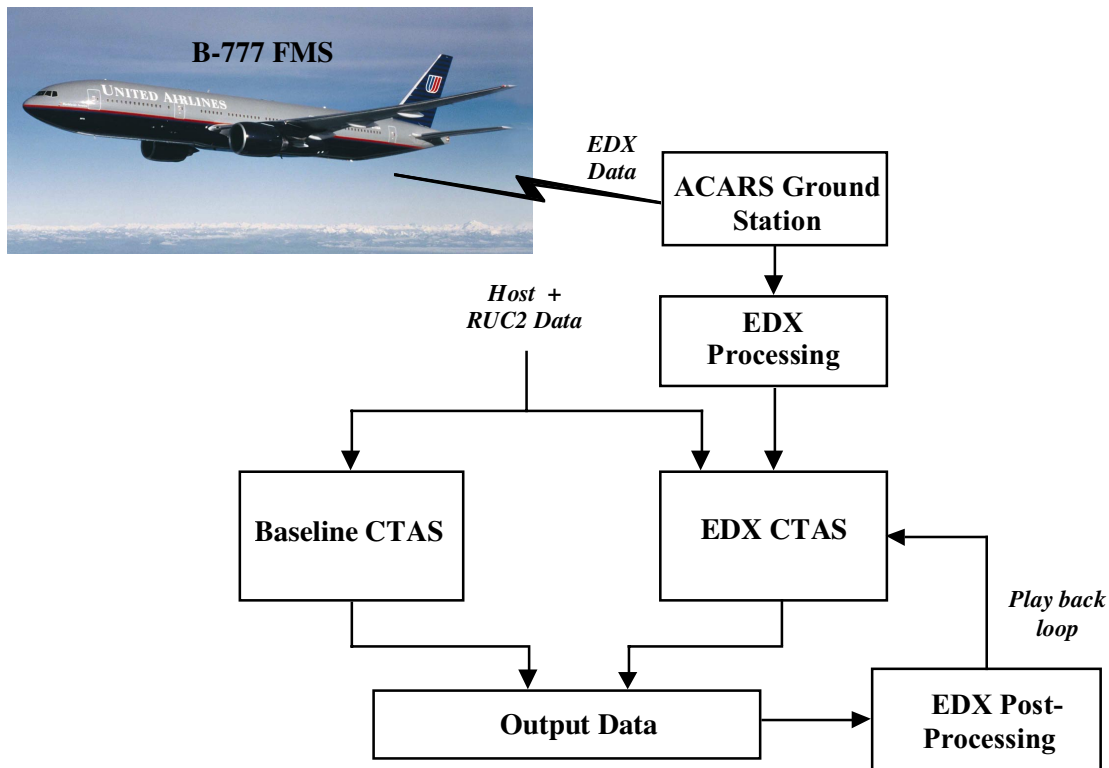 B-777 FMS
UNITED AIRLINES
EDX
Data
ACARS Ground
Station
Host +
RUC2 Data
EDX
Processing
Baseline CTAS
EDX CTAS
Play back
loop
Output Data
EDX Post-
Processing